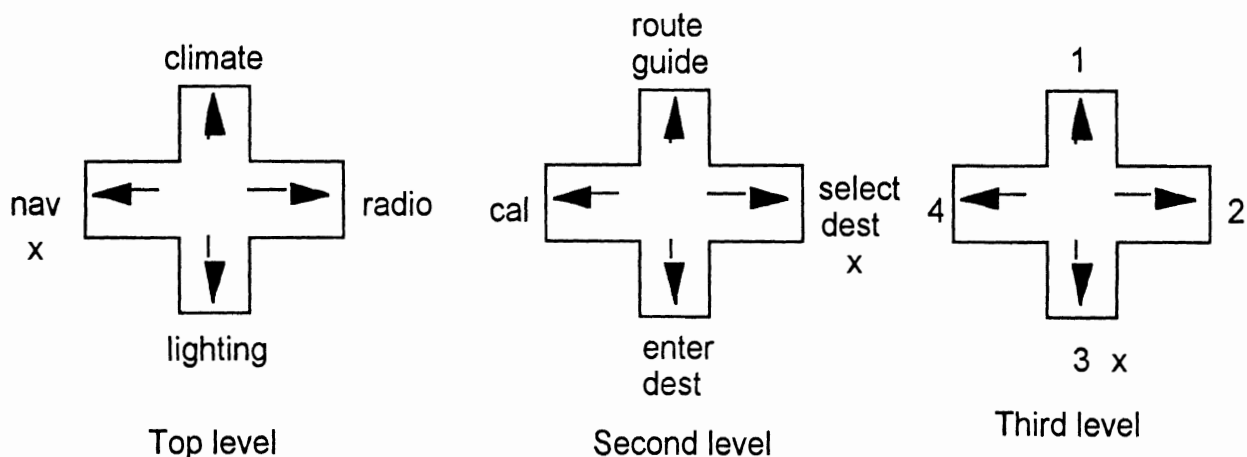 climate
nav
x
radio
lighting
Top level
route
guide
cal
select
dest
x
enter
dest
Second level
1
4
2
3 x
Third level